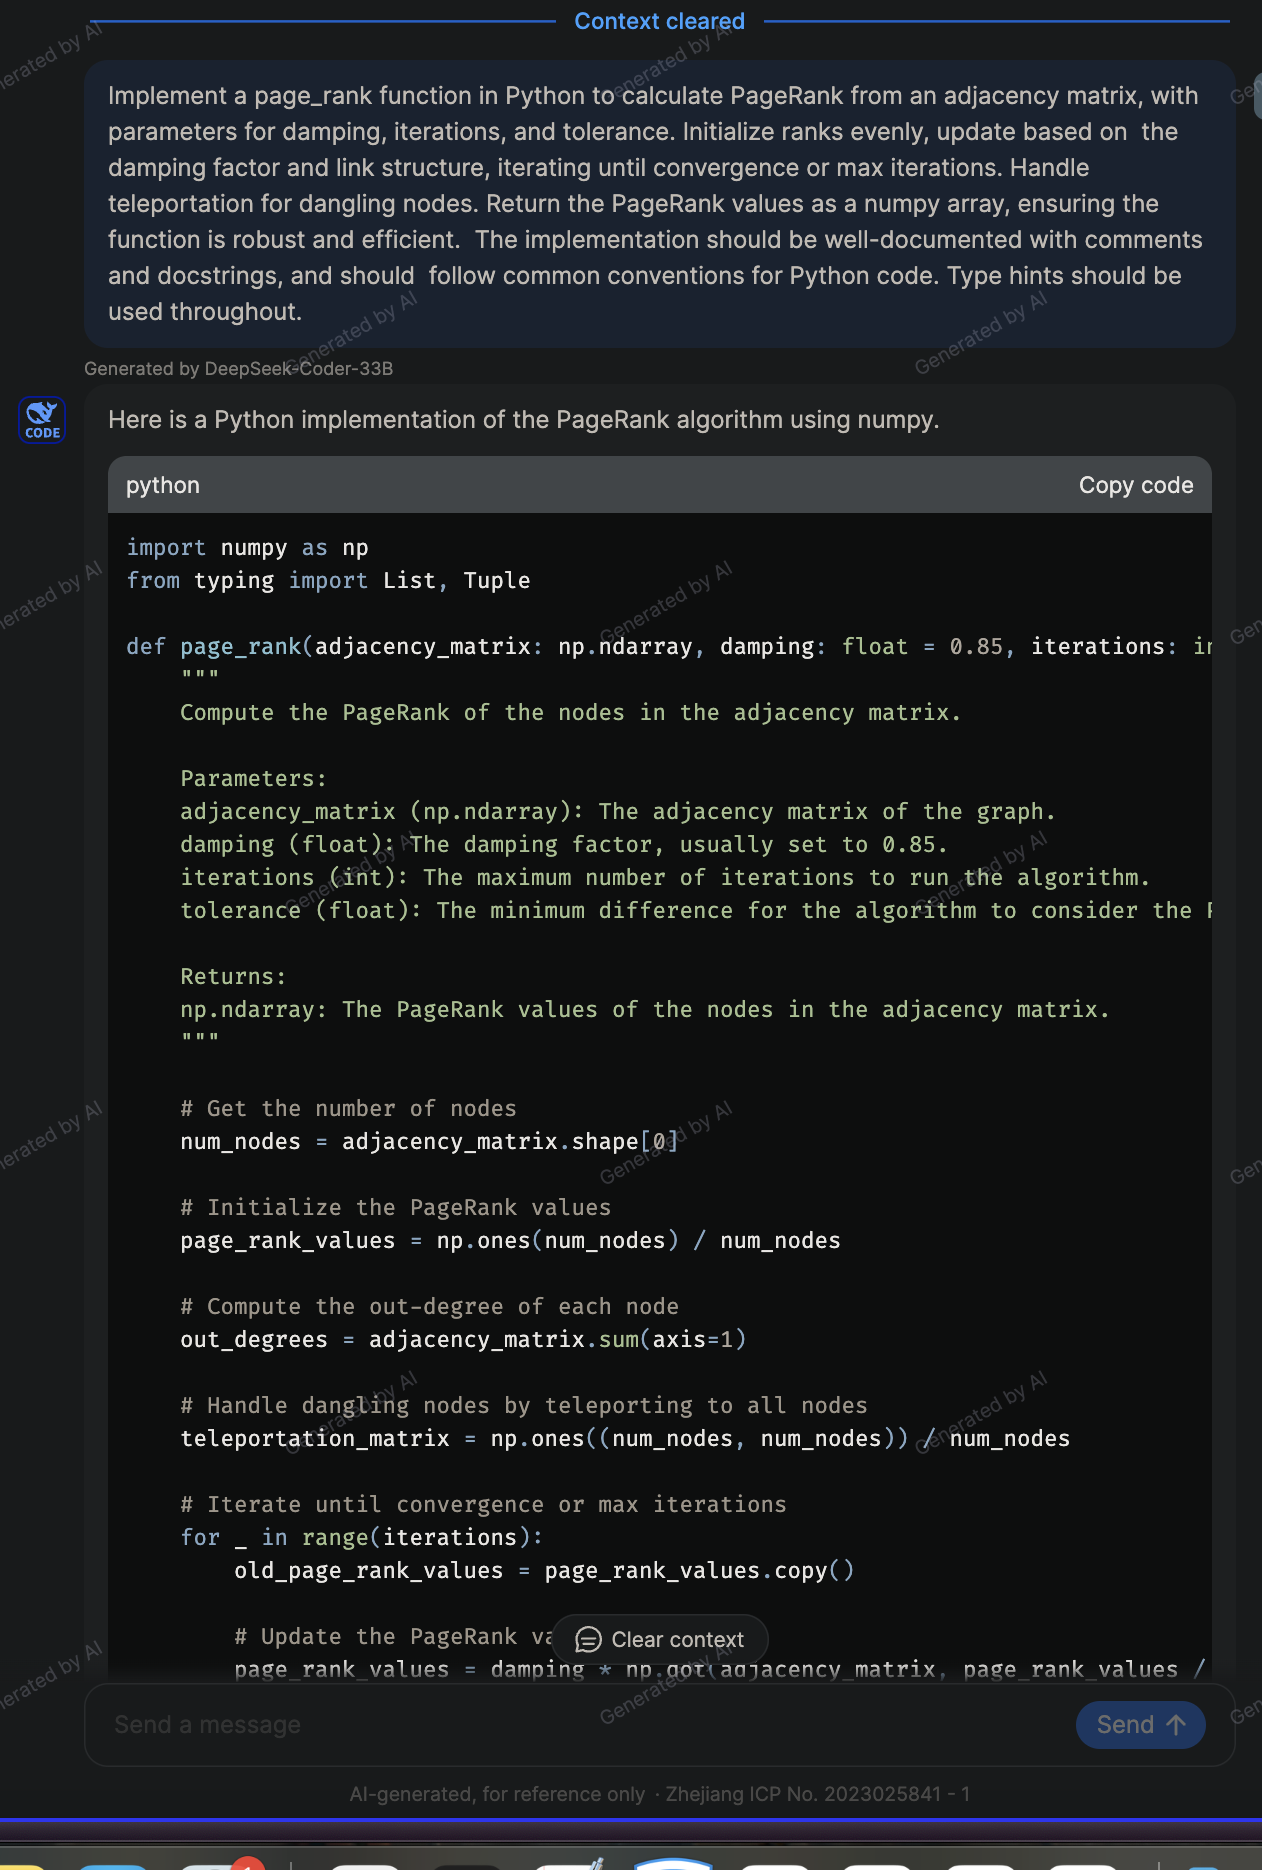 Context cleared
Implement a page_rank function in Python to calculate PageRank from an adjacency matrix, with
parameters for damping, iterations, and tolerance. Initialize ranks evenly, update based on  the
damping factor and link structure, iterating until convergence or max iterations. Handle
teleportation for dangling nodes. Return the PageRank values as a numpy array, ensuring the
function is robust and efficient.  The implementation should be well-documented with comments
and docstrings, and should  follow common conventions for Python code. Type hints should be
used throughout.
Generated by DeepSeek-Coder-33B
CODE
Here is a Python implementation of the PageRank algorithm using numpy.
python
Copy code
import numpy as np
from typing import List, Tuple
def page_rank(adjacency_matrix: np.ndarray, damping: float = 0.85, iterations: in
    """
    Compute the PageRank of the nodes in the adjacency matrix.
    Parameters:
    adjacency_matrix (np.ndarray): The adjacency matrix of the graph.
    damping (float): The damping factor, usually set to 0.85.
    iterations (int): The maximum number of iterations to run the algorithm.
    tolerance (float): The minimum difference for the algorithm to consider the
    Returns:
    np.ndarray: The PageRank values of the nodes in the adjacency matrix.
    """
    # Get the number of nodes
    num_nodes = adjacency_matrix.shape[0]
    # Initialize the PageRank values
    page_rank_values = np.ones(num_nodes) / num_nodes
    # Compute the out-degree of each node
    out_degrees = adjacency_matrix.sum(axis=1)
    # Handle dangling nodes by teleporting to all nodes
    teleportation_matrix = np.ones((num_nodes, num_nodes)) / num_nodes
    # Iterate until convergence or max iterations
    for _ in range(iterations):
        old_page_rank_values = page_rank_values.copy()
        # Update the PageRank va
Clear context
        page_rank_values = damping * np.dot(adjacency_matrix, page_rank_values /
Send a message
Send
AI-generated, for reference only · Zhejiang ICP No. 2023025841 - 1
Generated by AI